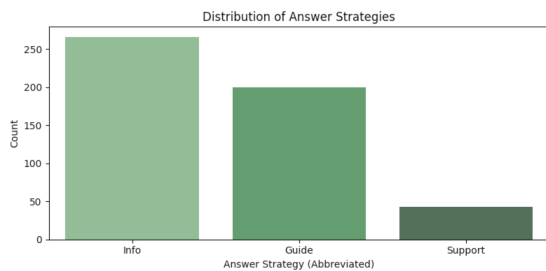 Distribution of Answer Strategies
Count
250
200
150
100
50
0
Info Guide Support
Answer Strategy (Abbreviated)